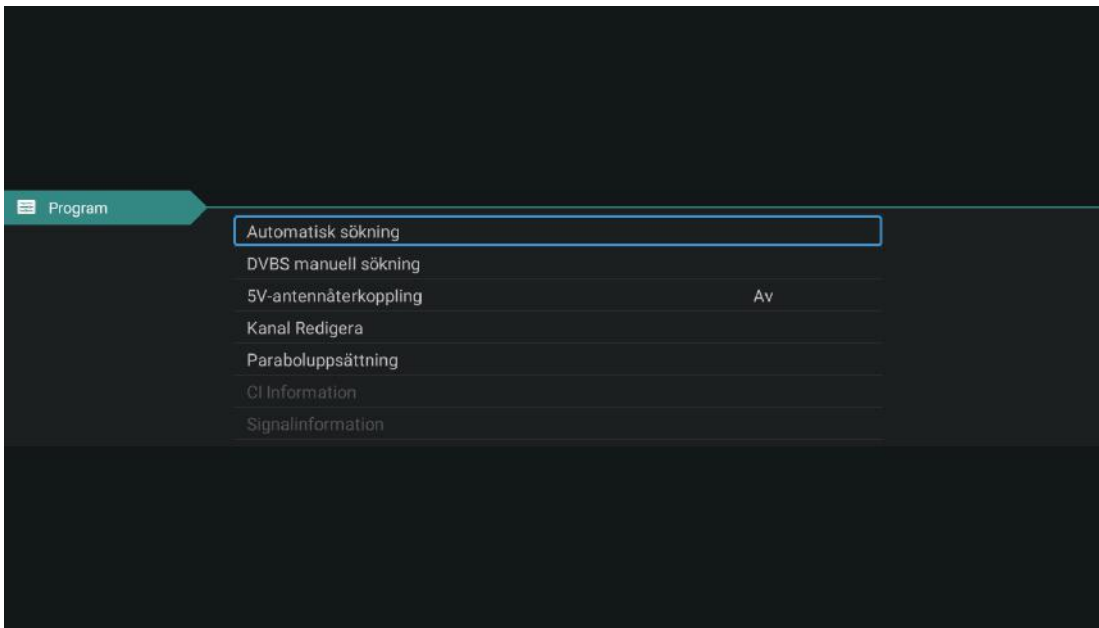 Program
Automatisk sökning
DVBS manuell sökning
5V-antennåterkoppling Av
Kanal Redigera
Paraboluppsättning
CI Information
Signalinformation